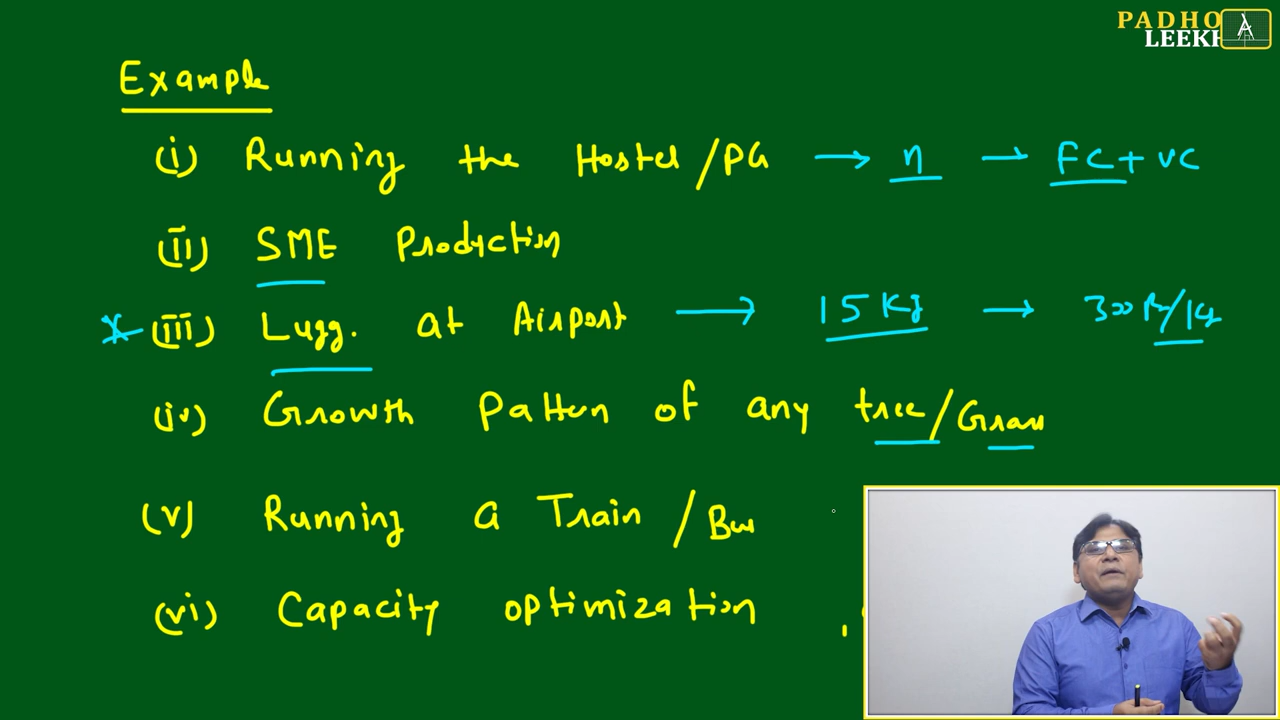 PADHO
LEEKH
Example
(i) Running the Hostel/PG → n → FC + VC
(ii) SME Production
(iii) Lugg. at Airport → 15 Kg → 300 Rs/kg
(iv) Growth Pattern of any tree/Grass
(v) Running a Train/Bus
(vi) Capacity optimization